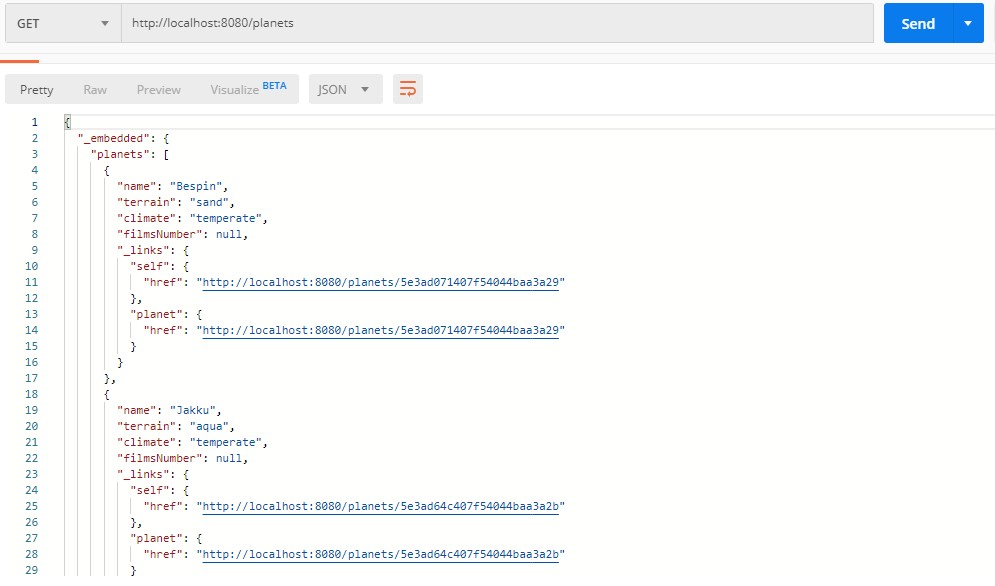 GET http://localhost:8080/planets Send
Pretty Raw Preview Visualize BETA JSON
1 {
2 "_embedded": {
3 "planets": [
4 {
5 "name": "Bespin",
6 "terrain": "sand",
7 "climate": "temperate",
8 "filmsNumber": null,
9 "_links": {
10 "self": {
11 "href": "http://localhost:8080/planets/5e3ad071407f54044baa3a29"
12 },
13 "planet": {
14 "href": "http://localhost:8080/planets/5e3ad071407f54044baa3a29"
15 }
16 }
17 },
18 {
19 "name": "Jakku",
20 "terrain": "aqua",
21 "climate": "temperate",
22 "filmsNumber": null,
23 "_links": {
24 "self": {
25 "href": "http://localhost:8080/planets/5e3ad64c407f54044baa3a2b"
26 },
27 "planet": {
28 "href": "http://localhost:8080/planets/5e3ad64c407f54044baa3a2b"
29 }